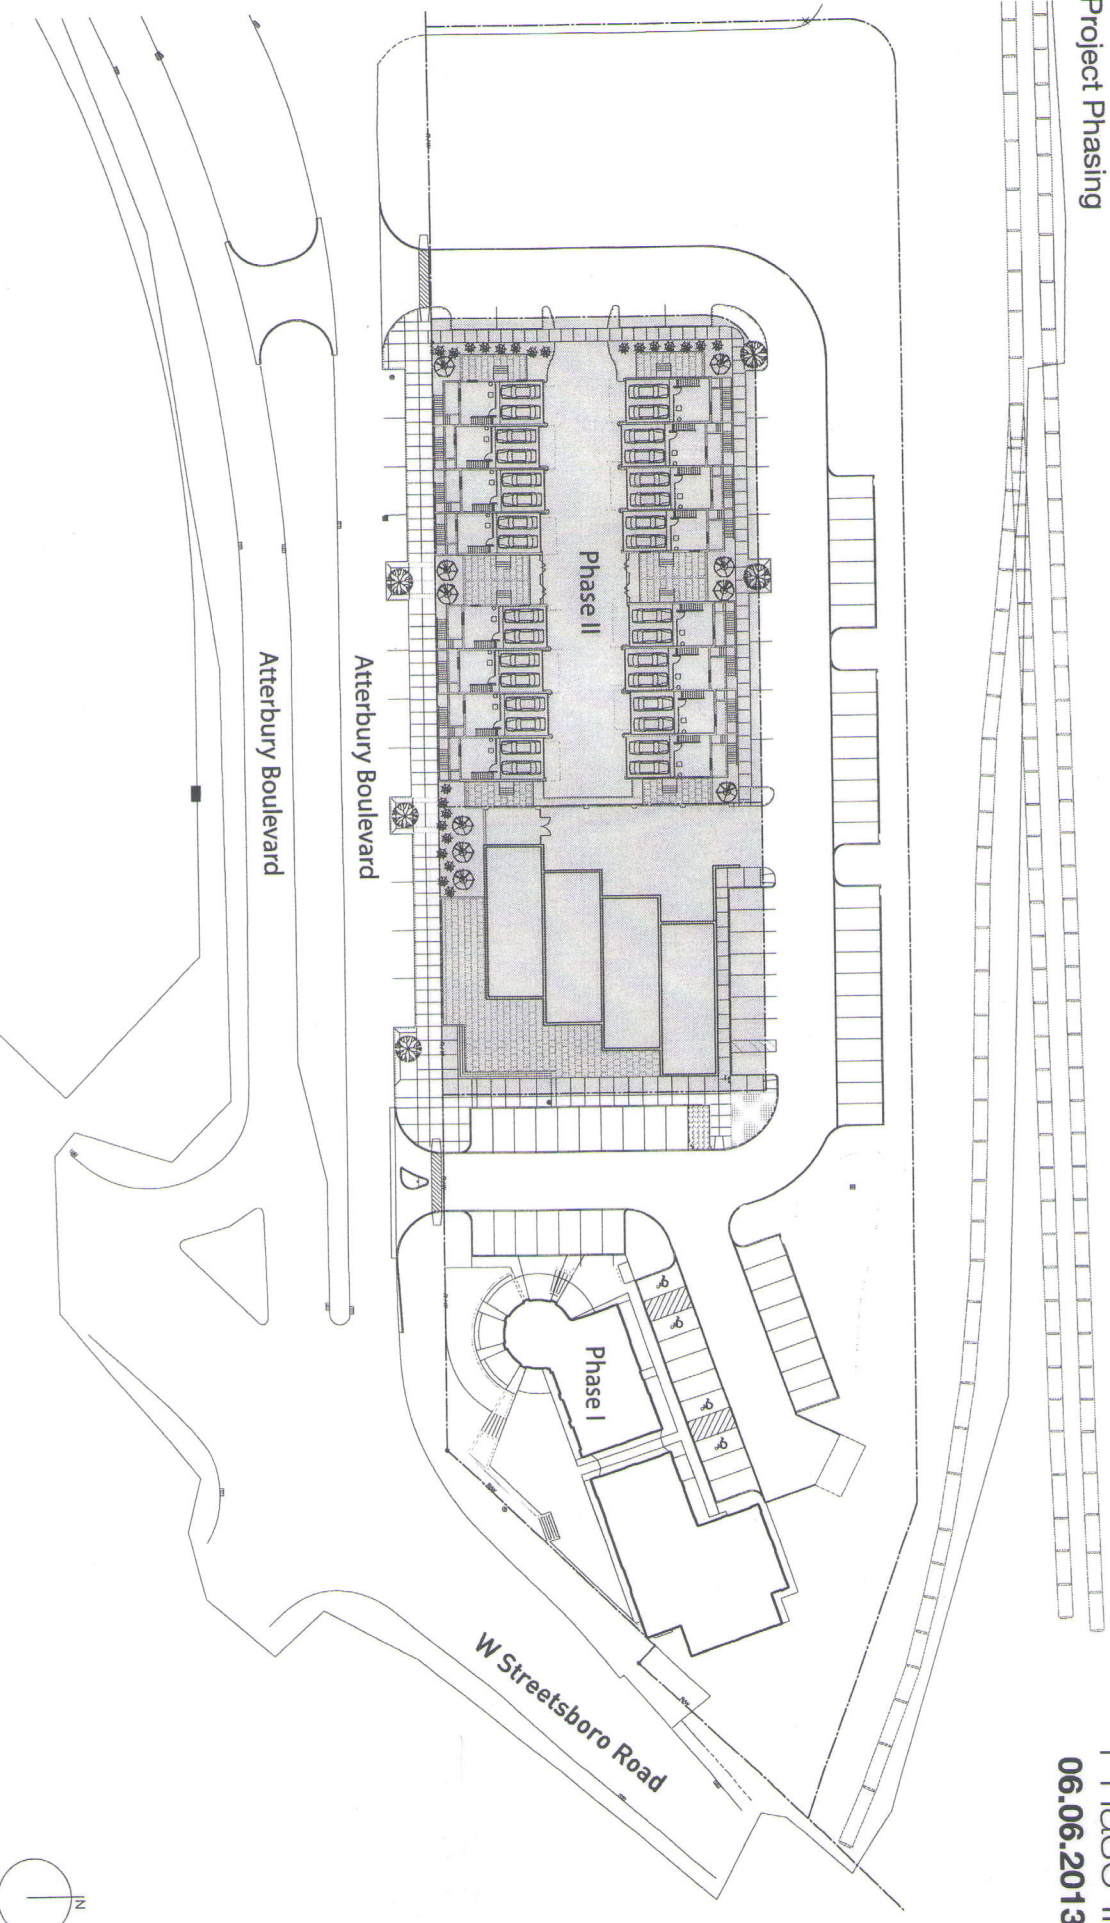 Project Phasing
06.06.2013
Phase II
Atterbury Boulevard
Atterbury Boulevard
Phase I
W Streetsboro Road
N